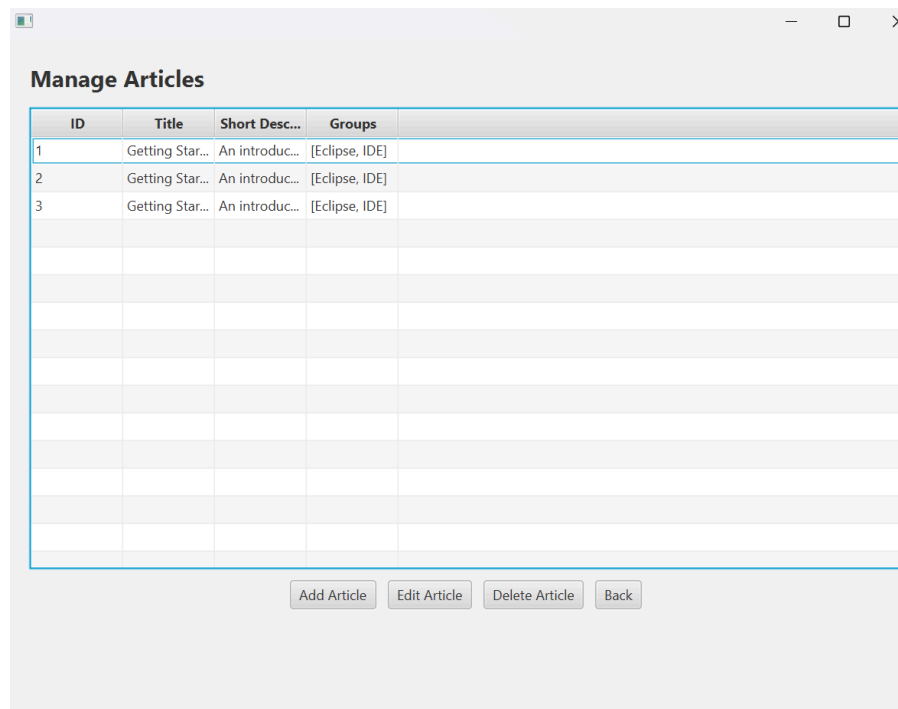 Manage Articles
ID Title Short Desc... Groups
1 Getting Star... An introduc... [Eclipse, IDE]
2 Getting Star... An introduc... [Eclipse, IDE]
3 Getting Star... An introduc... [Eclipse, IDE]
Add Article Edit Article Delete Article Back